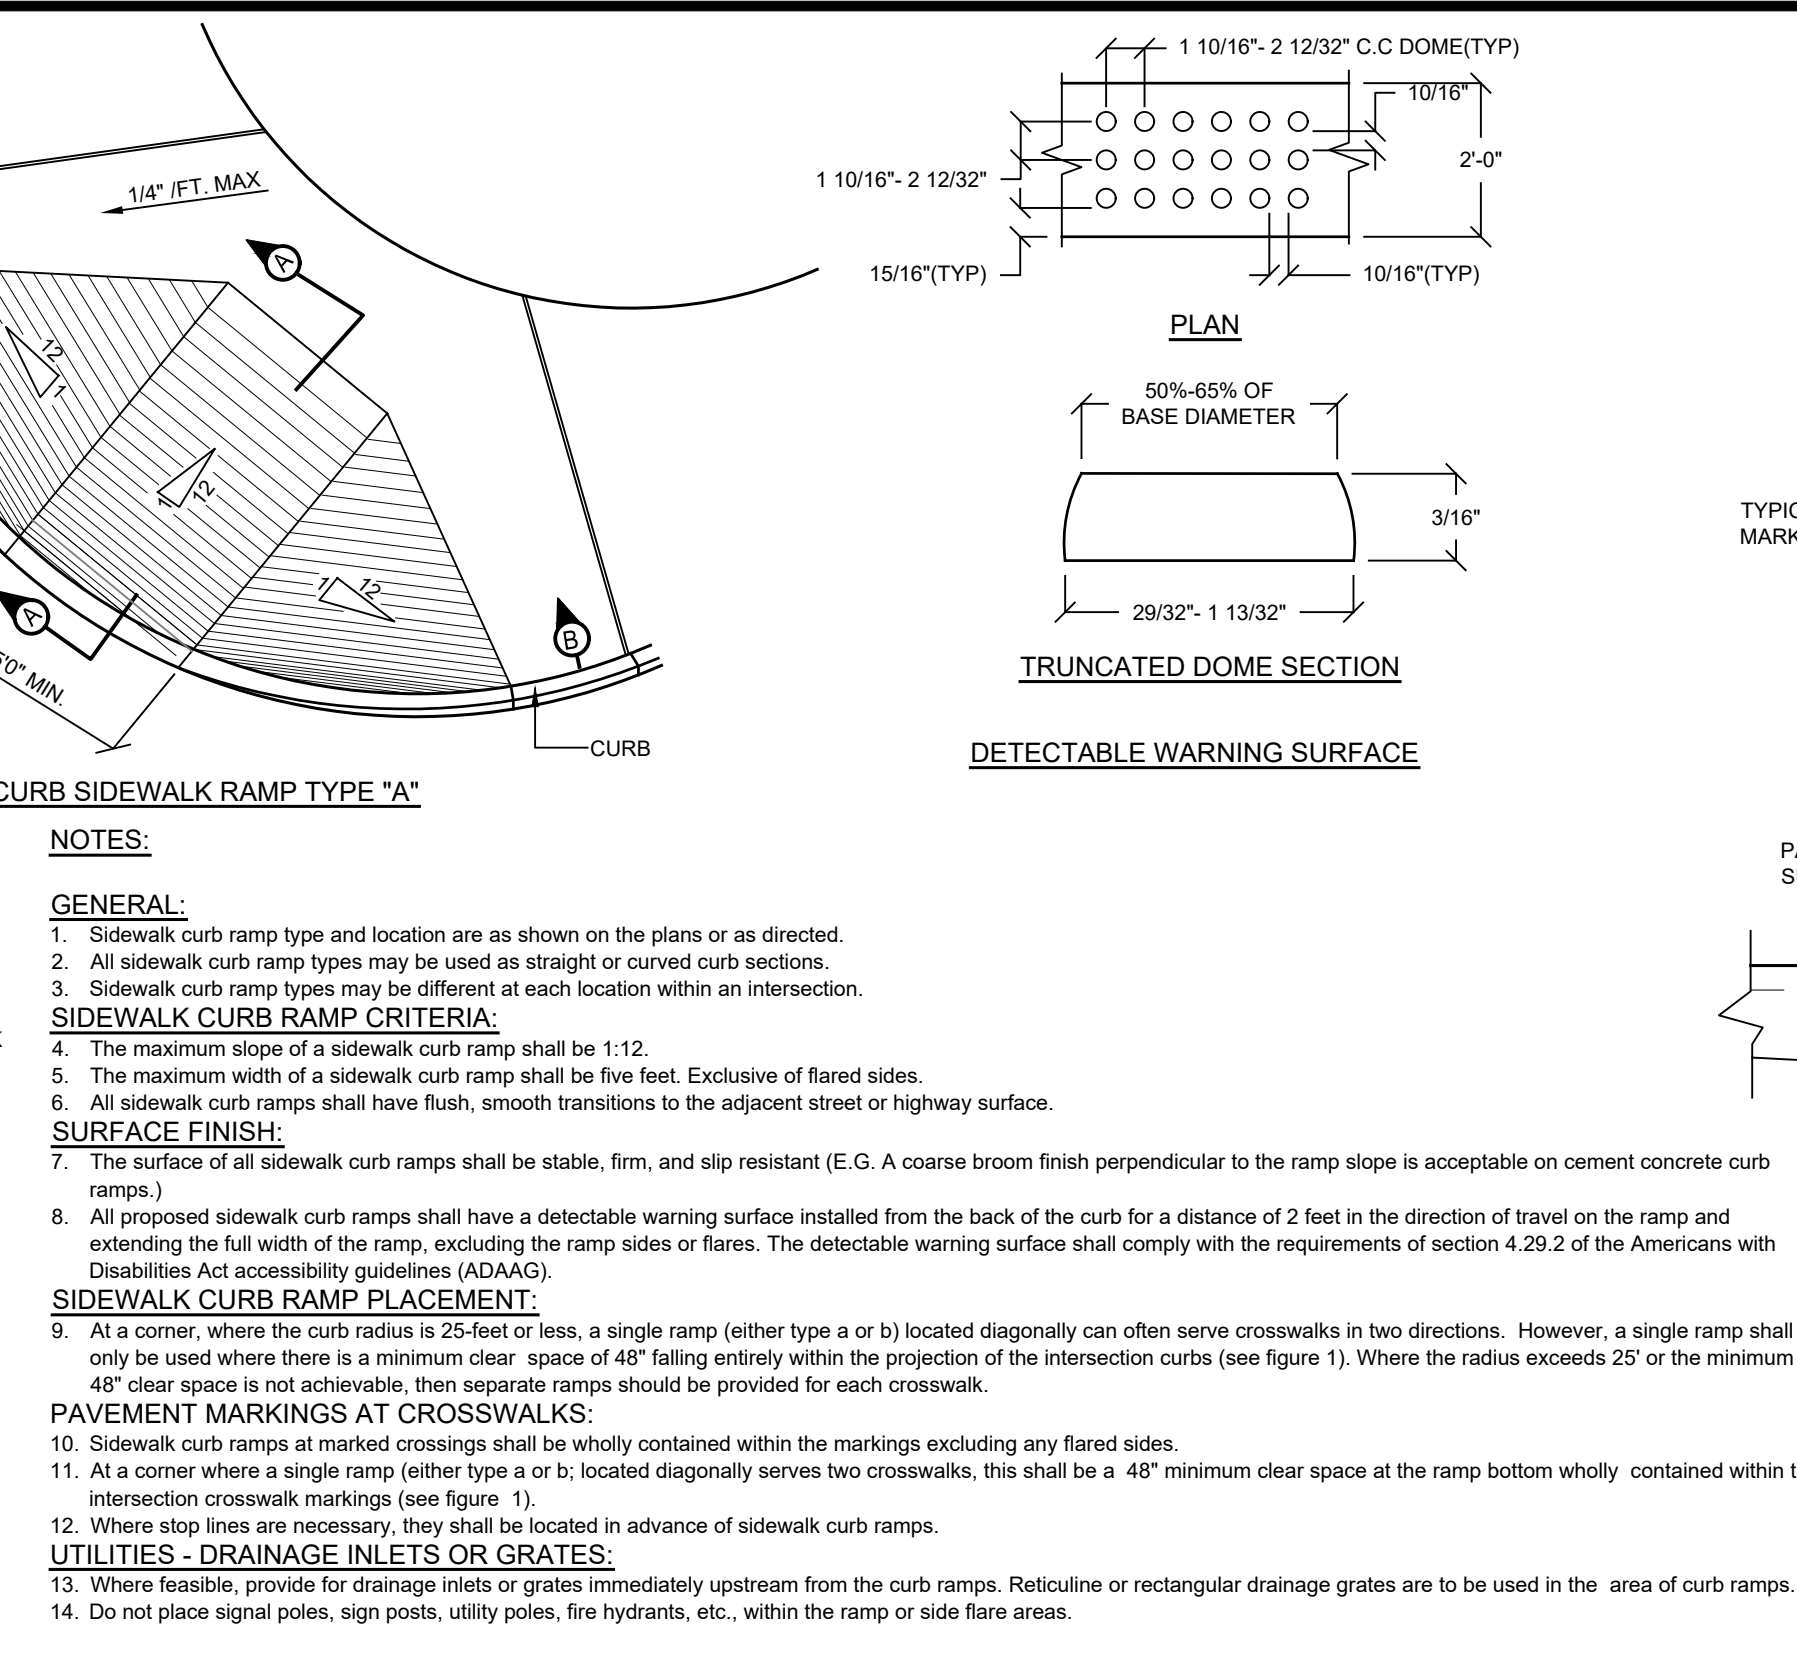 1/4" /FT. MAX
A
12
1
1
12
1
12
A
B
5'0" MIN.
CURB
CURB SIDEWALK RAMP TYPE "A"
1 10/16"- 2 12/32" C.C DOME(TYP)
10/16"
2'-0"
1 10/16"- 2 12/32"
15/16"(TYP)
10/16"(TYP)
PLAN
50%-65% OF
BASE DIAMETER
3/16"
29/32"- 1 13/32"
TRUNCATED DOME SECTION
DETECTABLE WARNING SURFACE
NOTES:
GENERAL:
1. Sidewalk curb ramp type and location are as shown on the plans or as directed.
2. All sidewalk curb ramp types may be used as straight or curved curb sections.
3. Sidewalk curb ramp types may be different at each location within an intersection.
SIDEWALK CURB RAMP CRITERIA:
4. The maximum slope of a sidewalk curb ramp shall be 1:12.
5. The maximum width of a sidewalk curb ramp shall be five feet. Exclusive of flared sides.
6. All sidewalk curb ramps shall have flush, smooth transitions to the adjacent street or highway surface.
SURFACE FINISH:
7. The surface of all sidewalk curb ramps shall be stable, firm, and slip resistant (E.G. A coarse broom finish perpendicular to the ramp slope is acceptable on cement concrete curb
ramps.)
8. All proposed sidewalk curb ramps shall have a detectable warning surface installed from the back of the curb for a distance of 2 feet in the direction of travel on the ramp and
extending the full width of the ramp, excluding the ramp sides or flares. The detectable warning surface shall comply with the requirements of section 4.29.2 of the Americans with
Disabilities Act accessibility guidelines (ADAAG).
SIDEWALK CURB RAMP PLACEMENT:
9. At a corner, where the curb radius is 25-feet or less, a single ramp (either type a or b) located diagonally can often serve crosswalks in two directions. However, a single ramp shall
only be used where there is a minimum clear space of 48" falling entirely within the projection of the intersection curbs (see figure 1). Where the radius exceeds 25' or the minimum
48" clear space is not achievable, then separate ramps should be provided for each crosswalk.
PAVEMENT MARKINGS AT CROSSWALKS:
10. Sidewalk curb ramps at marked crossings shall be wholly contained within the markings excluding any flared sides.
11. At a corner where a single ramp (either type a or b; located diagonally serves two crosswalks, this shall be a 48" minimum clear space at the ramp bottom wholly contained within
intersection crosswalk markings (see figure 1).
12. Where stop lines are necessary, they shall be located in advance of sidewalk curb ramps.
UTILITIES - DRAINAGE INLETS OR GRATES:
13. Where feasible, provide for drainage inlets or grates immediately upstream from the curb ramps. Reticuline or rectangular drainage grates are to be used in the area of curb ramps.
14. Do not place signal poles, sign posts, utility poles, fire hydrants, etc., within the ramp or side flare areas.